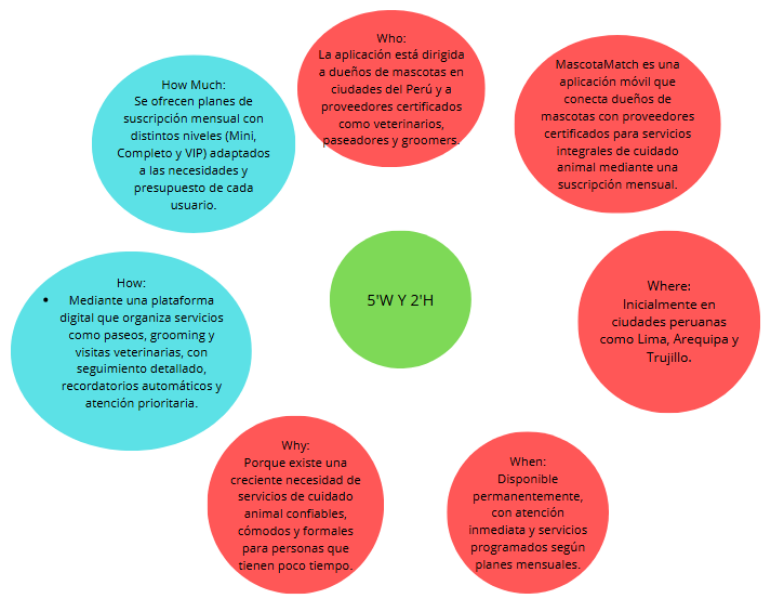 Who:
La aplicación está dirigida
a dueños de mascotas en
ciudades del Perú y a
proveedores certificados
como veterinarios,
paseadores y groomers.
MascotaMatch es una
aplicación móvil que
conecta dueños de
mascotas con proveedores
certificados para servicios
integrales de cuidado
animal mediante una
suscripción mensual.
Where:
Inicialmente en
ciudades peruanas
como Lima, Arequipa y
Trujillo.
When:
Disponible
permanentemente,
con atención
inmediata y servicios
programados según
planes mensuales.
Why:
Porque existe una
creciente necesidad de
servicios de cuidado
animal confiables,
cómodos y formales
para personas que
tienen poco tiempo.
How:
• Mediante una plataforma
digital que organiza servicios
como paseos, grooming y
visitas veterinarias, con
seguimiento detallado,
recordatorios automáticos y
atención prioritaria.
How Much:
Se ofrecen planes de
suscripción mensual con
distintos niveles (Mini,
Completo y VIP) adaptados
a las necesidades y
presupuesto de cada
usuario.
5'W Y 2'H